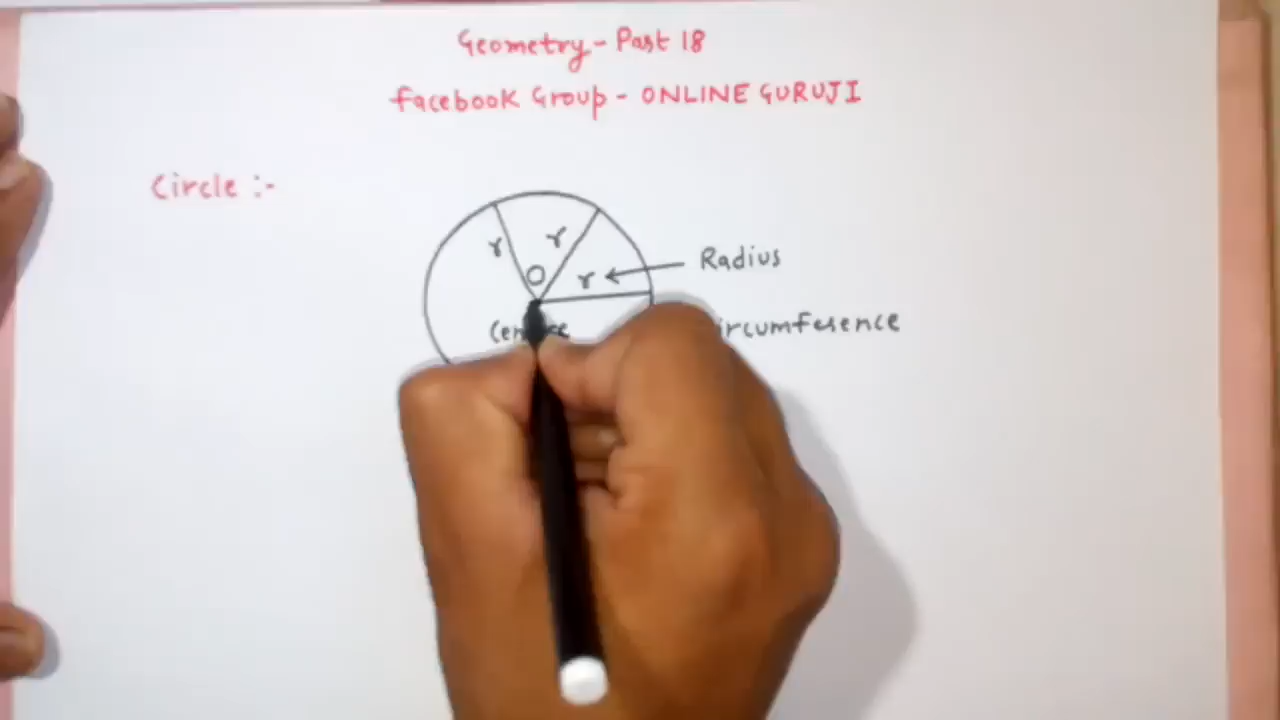 Geometry - Part 18
Facebook Group - ONLINE GURUJI
Circle :-
r
r
O
r
Radius